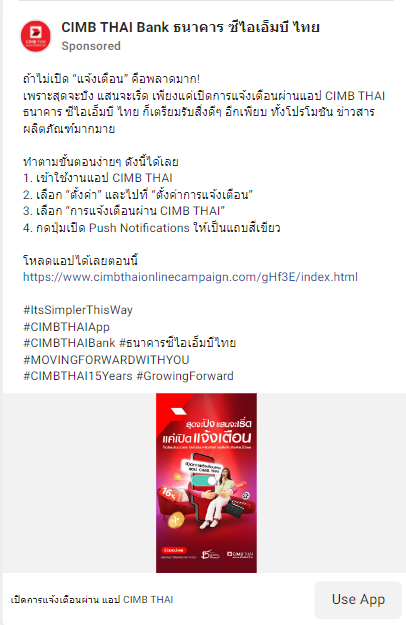 CIMB THAI Bank ธนาคาร ซีไอเอ็มบี ไทย
Sponsored
ถ้าไม่เปิด “แจ้งเตือน” คือพลาดมาก!
เพราะสุดจะปัง แสนจะเริ่ด เพียงแค่เปิดการแจ้งเตือนผ่านแอป CIMB THAI
ธนาคาร ซีไอเอ็มบี ไทย ก็เตรียมรับสิ่งดีๆ อีกเพียบ ทั้งโปรโมชัน ข่าวสาร
ผลิตภัณฑ์มากมาย
ทำตามขั้นตอนง่ายๆ ดังนี้ได้เลย
1. เข้าใช้งานแอป CIMB THAI
2. เลือก “ตั้งค่า” และไปที่ “ตั้งค่าการแจ้งเตือน”
3. เลือก “การแจ้งเตือนผ่าน CIMB THAI”
4. กดปุ่มเปิด Push Notifications ให้เป็นแถบสีเขียว
โหลดแอปได้เลยตอนนี้
https://www.cimbthaionlinecampaign.com/gHf3E/index.html
#ItsSimplerThisWay
#CIMBTHAIApp
#CIMBTHAIBank #ธนาคารซีไอเอ็มบีไทย
#MOVINGFORWARDWITHYOU
#CIMBTHAI15Years #GrowingForward
สุดจะปัง แสนจะเริ่ด
แค่เปิด แจ้งเตือน
CIMB THAI
เปิดการแจ้งเตือนผ่าน แอป CIMB THAI
Use App